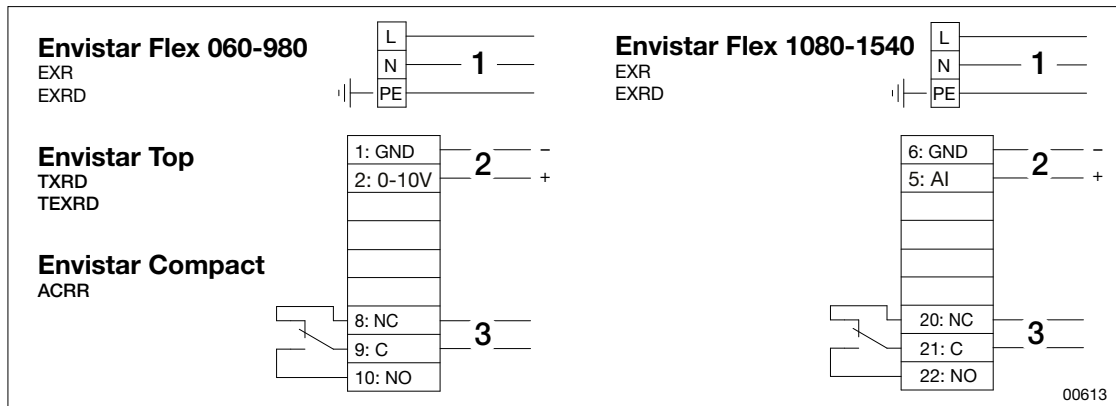 Envistar Flex 060-980
EXR
EXRD
L
N
PE
1
Envistar Top
TXRD
TEXRD
Envistar Compact
ACRR
1: GND
2: 0-10V
2
−
+
8: NC
9: C
10: NO
3
Envistar Flex 1080-1540
EXR
EXRD
L
N
PE
1
6: GND
5: AI
2
−
+
20: NC
21: C
22: NO
3
00613